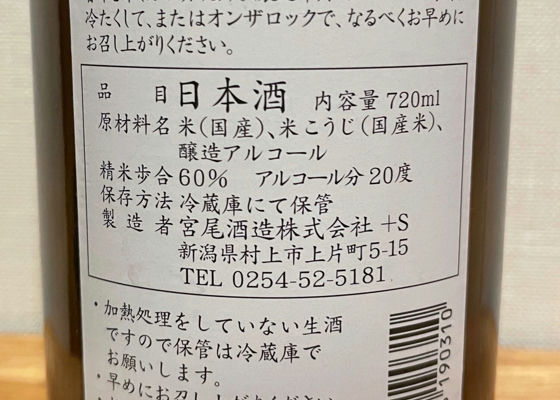 冷たくして、またはオンザロックで、なるべくお早めに
お召し上がりください。
品目 日本酒 内容量 720ml
原材料名 米(国産)、米こうじ(国産米)、
醸造アルコール
精米歩合 60% アルコール分 20度
保存方法 冷蔵庫にて保管
製造者 宮尾酒造株式会社 +S
新潟県村上市上片町5-15
TEL 0254-52-5181
・加熱処理をしていない生酒
ですので保管は冷蔵庫で
お願いします。
・早めにお召し上がりください
190310